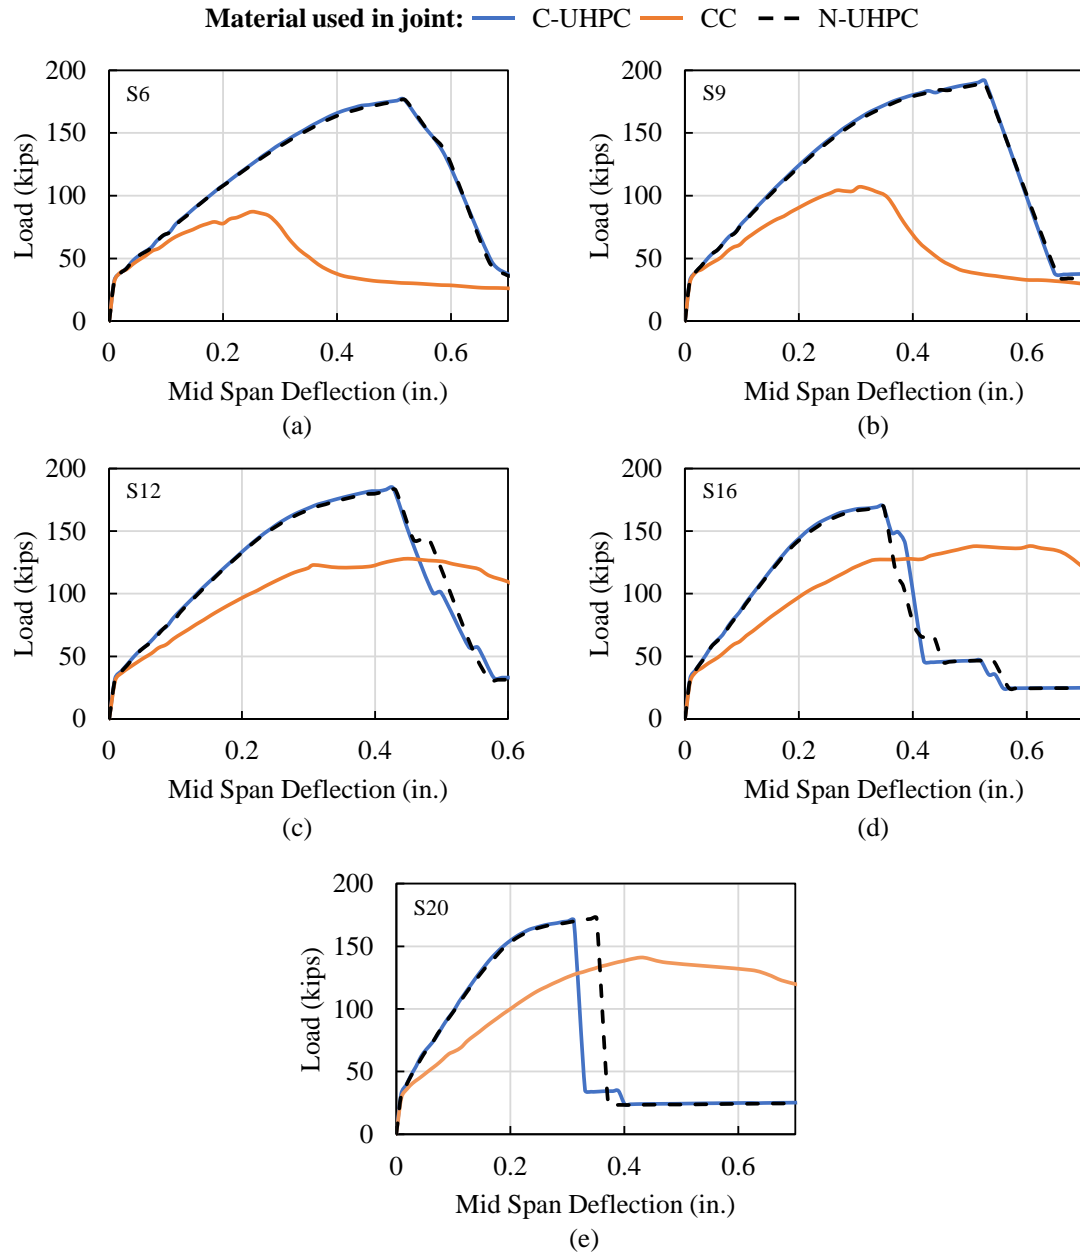 Material used in joint: C-UHPC CC N-UHPC
S6
200
150
100
50
0
0 0.2 0.4 0.6
Load (kips)
Mid Span Deflection (in.)
(a)
S9
200
150
100
50
0
0 0.2 0.4 0.6
Load (kips)
Mid Span Deflection (in.)
(b)
S12
200
150
100
50
0
0 0.2 0.4 0.6
Load (kips)
Mid Span Deflection (in.)
(c)
S16
200
150
100
50
0
0 0.2 0.4 0.6
Load (kips)
Mid Span Deflection (in.)
(d)
S20
200
150
100
50
0
0 0.2 0.4 0.6
Load (kips)
Mid Span Deflection (in.)
(e)